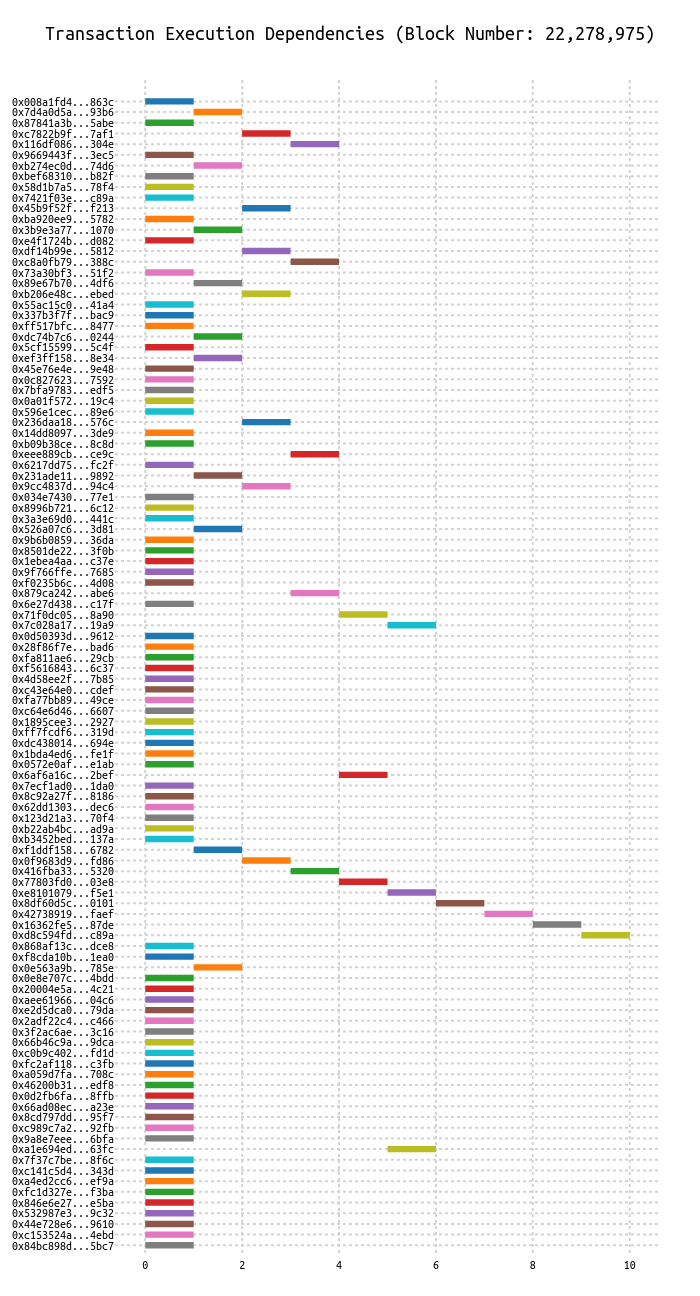 Transaction Execution Dependencies (Block Number: 22,278,975)
0x008a1fd4...863c
0x7d4a0d5a...93b6
0x87841a3b...5abe
0xc7822b9f...7af1
0x116df086...304e
0x9669443f...3ec5
0xb274ec0d...74d6
0xbef68310...b82f
0x58d1b7a5...78f4
0x7421f03e...c89a
0x45b9f52f...f213
0xba920ee9...5782
0x3b9e3a77...1070
0xe4f1724b...d082
0xdf14b99e...5812
0xc8a0fb79...388c
0x73a30bf3...51f2
0x89e67b70...4df6
0xb206e48c...ebed
0x55ac15c0...41a4
0x337b3f7f...bac9
0xff517bfc...8477
0xdc74b7c6...0244
0x5cf15599...5c4f
0xef3ff158...8e34
0x45e76e4e...9e48
0x0c827623...7592
0x7bfa9783...edf5
0x0a01f572...19c4
0x596e1cec...89e6
0x236daa18...576c
0x14dd8097...3de9
0xb09b38ce...8c8d
0xeee889cb...ce9c
0x6217dd75...fc2f
0x231ade11...9892
0x9cc4837d...94c4
0x034e7430...77e1
0x8996b721...6c12
0x3a3e69d0...441c
0x526a07c6...3d81
0x9b6b0859...36da
0x8501de22...3f0b
0x1ebea4aa...c37e
0x9f766ffe...7685
0xf0235b6c...4d08
0x879ca242...abe6
0x6e27d438...c17f
0x71f0dc05...8a90
0x7c028a17...19a9
0x0d50393d...9612
0x28f86f7e...bad6
0xfa811ae6...29cb
0xf5616843...6c37
0x4d58ee2f...7b85
0xc43e64e0...cdef
0xfa77bb89...49ce
0xc64e6d46...6607
0x1895cee3...2927
0xff7fcdf6...319d
0xdc438014...694e
0x1bda4ed6...fe1f
0x0572e0af...e1ab
0x6af6a16c...2bef
0x7ecf1ad0...1da0
0x8c92a27f...8186
0x62dd1303...dec6
0x123d21a3...70f4
0xb22ab4bc...ad9a
0xb3452bed...137a
0xf1ddf158...6782
0x0f9683d9...fd86
0x416fba33...5320
0x77803fd0...03e8
0xe8101079...f5e1
0x8df60d5c...0101
0x42738919...faef
0x16362fe5...87de
0xd8c594fd...c89a
0x868af13c...dce8
0xf8cda10b...1ea0
0x0e563a9b...785e
0x0e8e707c...4bdd
0x20004e5a...4c21
0xaee61966...04c6
0xe2d5dca0...79da
0x2adf22c4...c466
0x3f2ac6ae...3c16
0x66b46c9a...9dca
0xc0b9c402...fd1d
0xfc2af118...c3fb
0xa059d7fa...708c
0x46200b31...edf8
0x0d2fb6fa...8ffb
0x66ad08ec...a23e
0x8cd797dd...95f7
0xc989c7a2...92fb
0x9a8e7eee...6bfa
0xa1e694ed...63fc
0x7f37c7be...8f6c
0xc141c5d4...343d
0xa4ed2cc6...ef9a
0xfc1d327e...f3ba
0x846e6e27...e5ba
0x532987e3...9c32
0x44e728e6...9610
0xc153524a...4ebd
0x84bc898d...5bc7
0 2 4 6 8 10